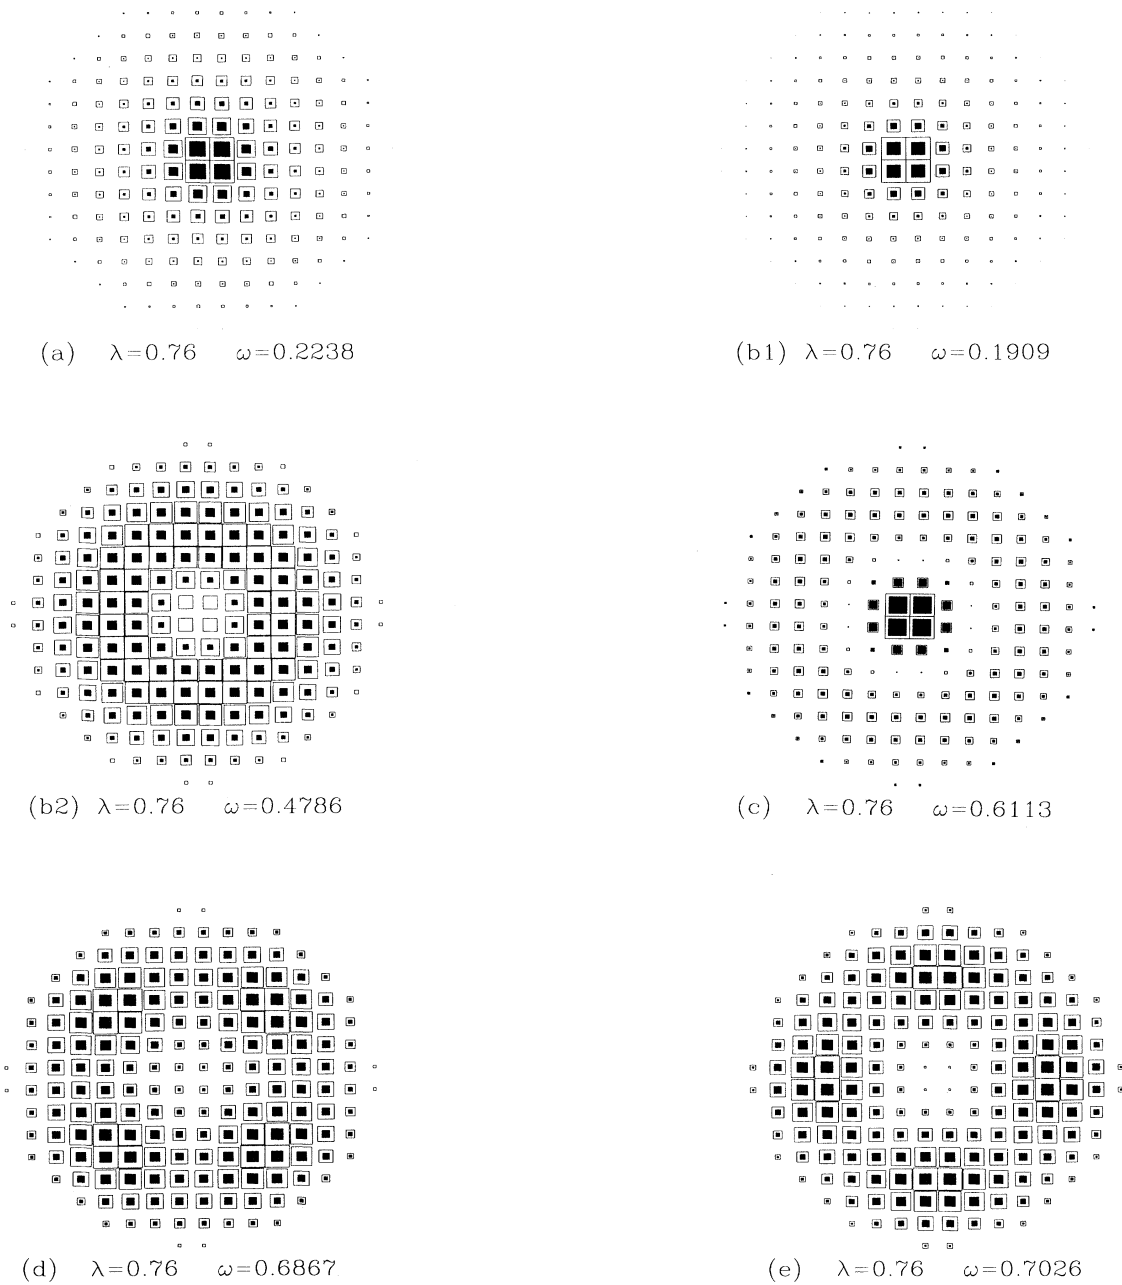 (a) λ=0.76 ω=0.2238
(b1) λ=0.76 ω=0.1909
(b2) λ=0.76 ω=0.4786
(c) λ=0.76 ω=0.6113
(d) λ=0.76 ω=0.6867
(e) λ=0.76 ω=0.7026